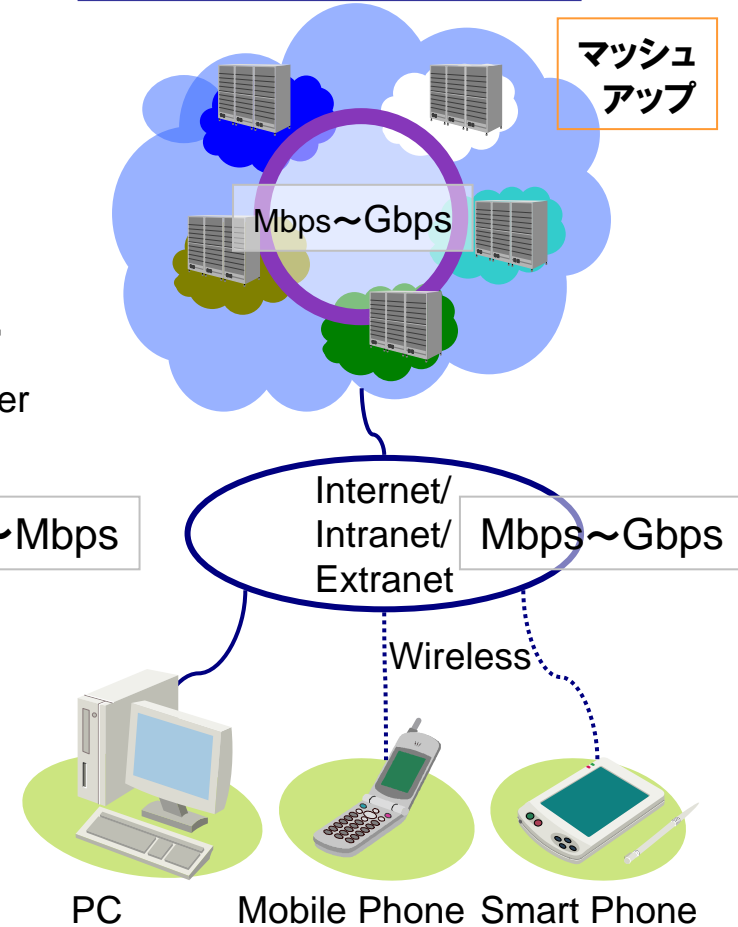 マッシュ
アップ
Mbps～Gbps
er
～Mbps
Internet/
Intranet/
Extranet
Mbps～Gbps
Wireless
PC
Mobile Phone
Smart Phone